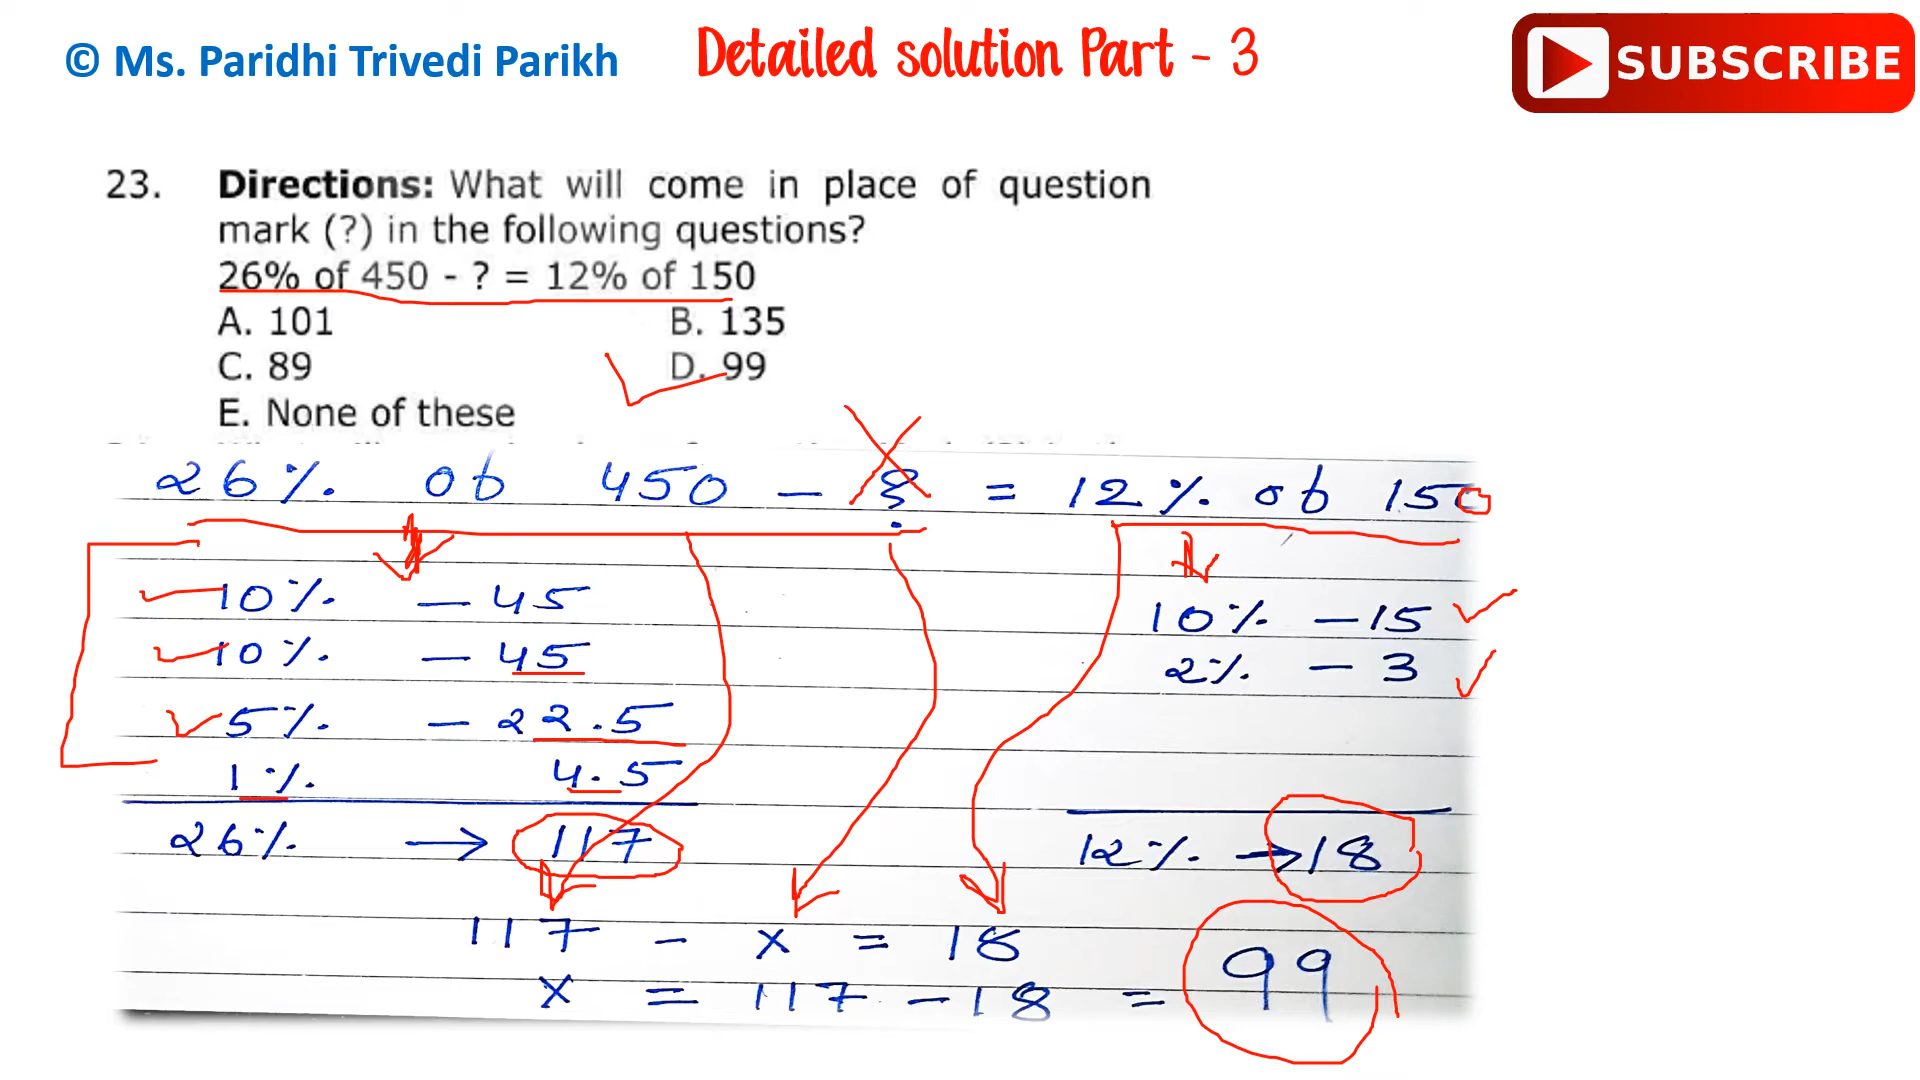 © Ms. Paridhi Trivedi Parikh
Detailed solution Part - 3
SUBSCRIBE
23. Directions: What will come in place of question
mark (?) in the following questions?
26% of 450 - ? = 12% of 150
A. 101 B. 135
C. 89 D. 99
E. None of these
26% of 450 - ? = 12% of 150
10% - 45
10% - 45
5% - 22.5
1% 4.5
26% → 117
10% - 15
2% - 3
12% → 18
117 - x = 18
x = 117 - 18 = 99